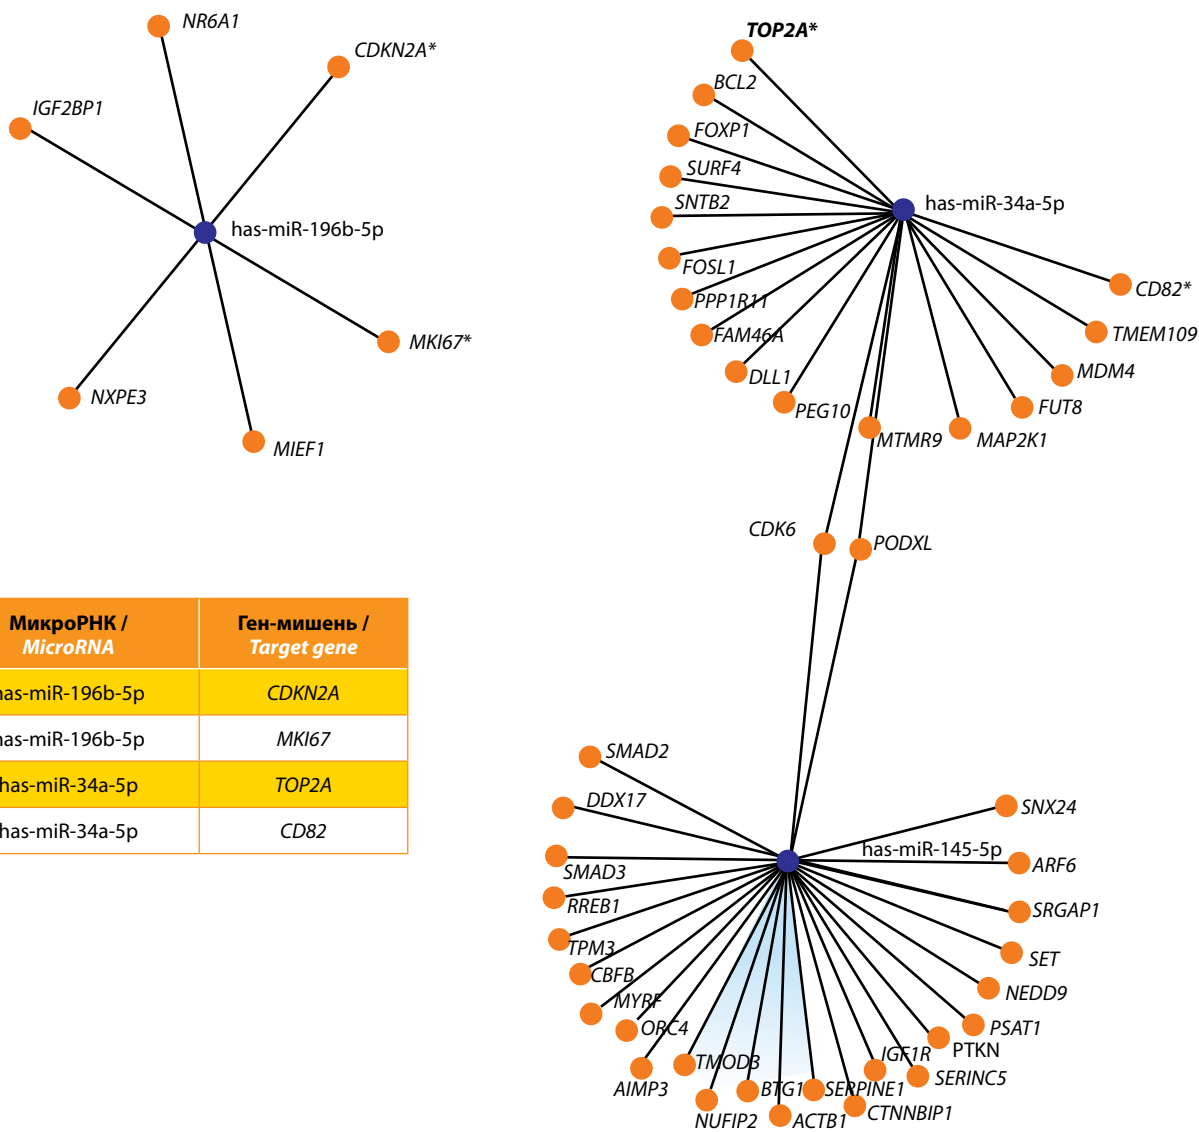 NR6A1
CDKN2A*
IGF2BP1
has-miR-196b-5p
MKI67*
NXPE3
MIEF1
TOP2A*
BCL2
FOXP1
SURF4
SNTB2
has-miR-34a-5p
FOSL1
CD82*
PPP1R11
FAM46A
TMEM109
DLL1
MDM4
PEG10
FUT8
MTMR9
MAP2K1
CDK6
PODXL
МикроРНК /
MicroRNA
Ген-мишень /
Target gene
has-miR-196b-5p CDKN2A
has-miR-196b-5p MKI67
has-miR-34a-5p TOP2A
has-miR-34a-5p CD82
SMAD2
DDX17
SNX24
has-miR-145-5p
SMAD3
ARF6
RREB1
SRGAP1
TPM3
SET
CBFB
NEDD9
MYRF
ORC4
PSAT1
PTKN
IGF1R
TMOD3
SERINC5
AIMP3
BTG1
SERPINE1
NUFIP2
ACTB1
CTNNBIP1